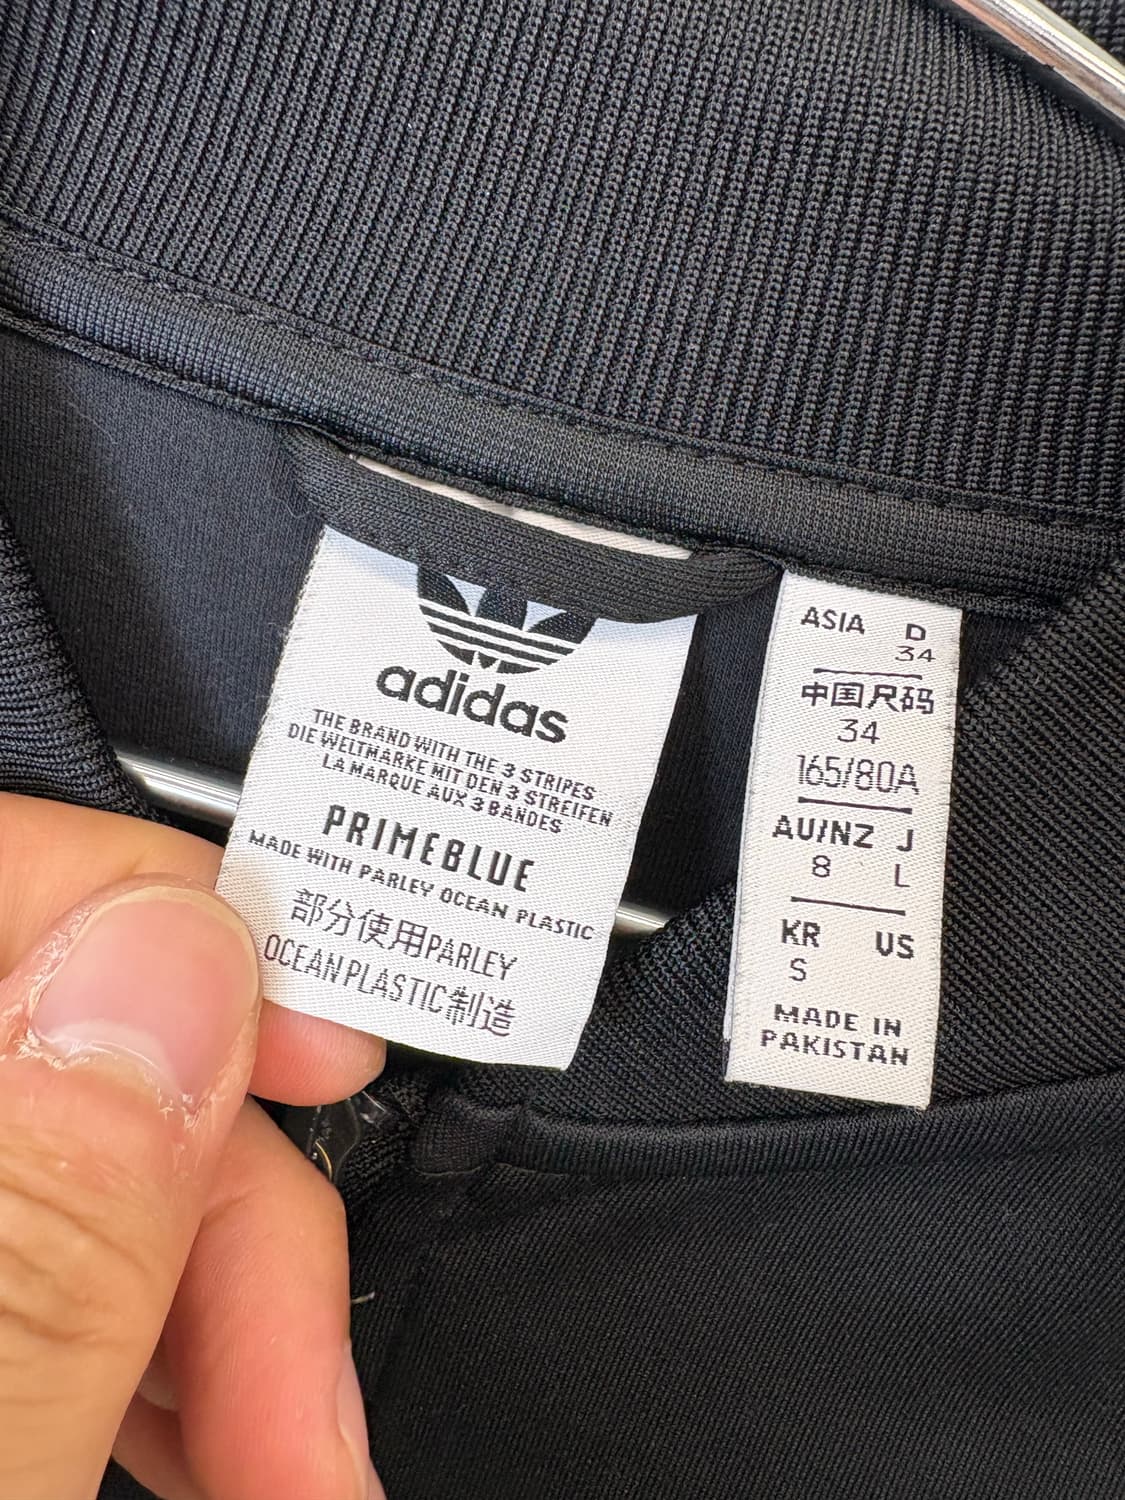 adidas
THE BRAND WITH THE 3 STRIPES
DIE WELTMARKE MIT DEN 3 STREIFEN
LA MARQUE AUX 3 BANDES
PRIMEBLUE
MADE WITH PARLEY OCEAN PLASTIC
部分使用PARLEY
OCEAN PLASTIC制造
ASIA D
34
中国尺码
34
165/80A
AU/NZ J
8 L
KR US
S
MADE IN
PAKISTAN